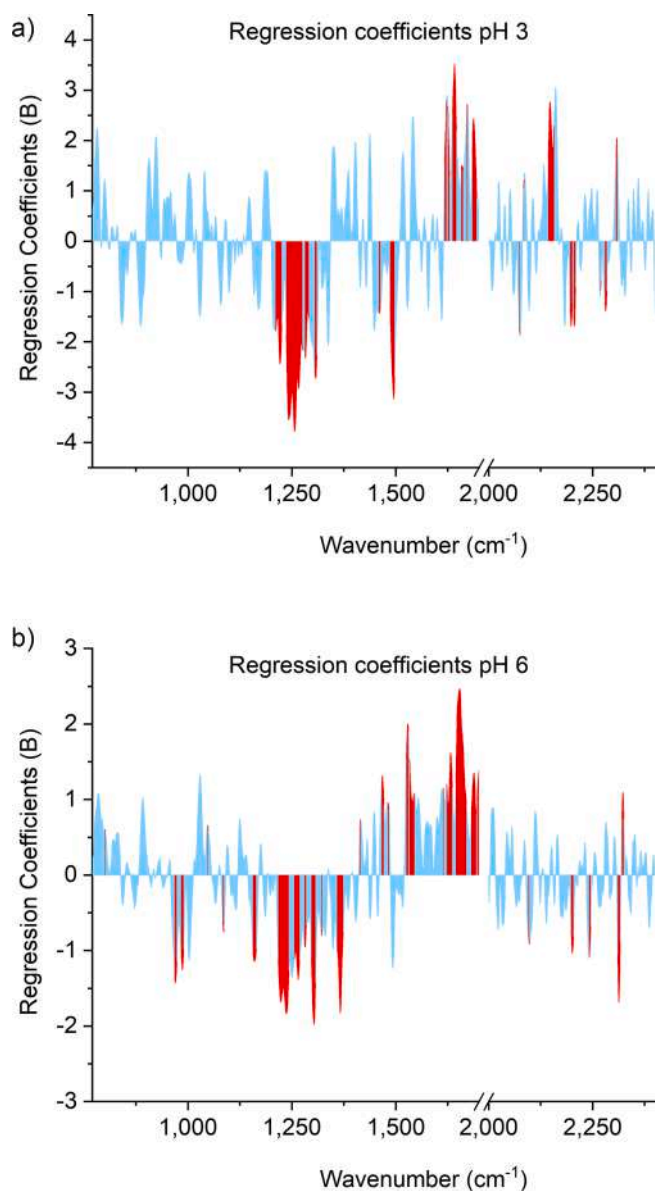 a)
Regression coefficients pH 3
Regression Coefficients (B)
4
3
2
1
0
-1
-2
-3
-4
1,000 1,250 1,500 2,000 2,250
Wavenumber (cm⁻¹)
b)
Regression coefficients pH 6
Regression Coefficients (B)
3
2
1
0
-1
-2
-3
1,000 1,250 1,500 2,000 2,250
Wavenumber (cm⁻¹)